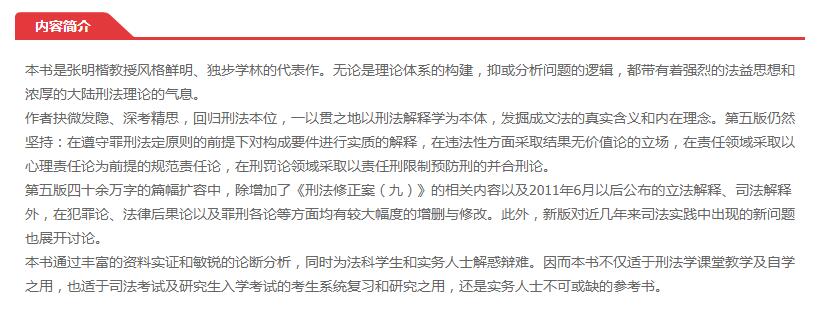 内容简介
本书是张明楷教授风格鲜明、独步学林的代表作。无论是理论体系的构建，抑或分析问题的逻辑，都带有着强烈的法益思想和
浓厚的大陆刑法理论的气息。
作者抉微发隐、深考精思，回归刑法本位，一以贯之地以刑法解释学为本体，发掘成文法的真实含义和内在理念。第五版仍然
坚持：在遵守罪刑法定原则的前提下对构成要件进行实质的解释，在违法性方面采取结果无价值论的立场，在责任领域采取以
心理责任论为前提的规范责任论，在刑罚论领域采取以责任刑限制预防刑的并合刑论。
第五版四十余万字的篇幅扩容中，除增加了《刑法修正案（九）》的相关内容以及2011年6月以后公布的立法解释、司法解释
外，在犯罪论、法律后果论以及罪刑各论等方面均有较大幅度的增删与修改。此外，新版对近几年来司法实践中出现的新问题
也展开讨论。
本书通过丰富的资料实证和敏锐的论断分析，同时为法科学生和实务人士解惑辩难。因而本书不仅适于刑法学课堂教学及自学
之用，也适于司法考试及研究生入学考试的考生系统复习和研究之用，还是实务人士不可或缺的参考书。